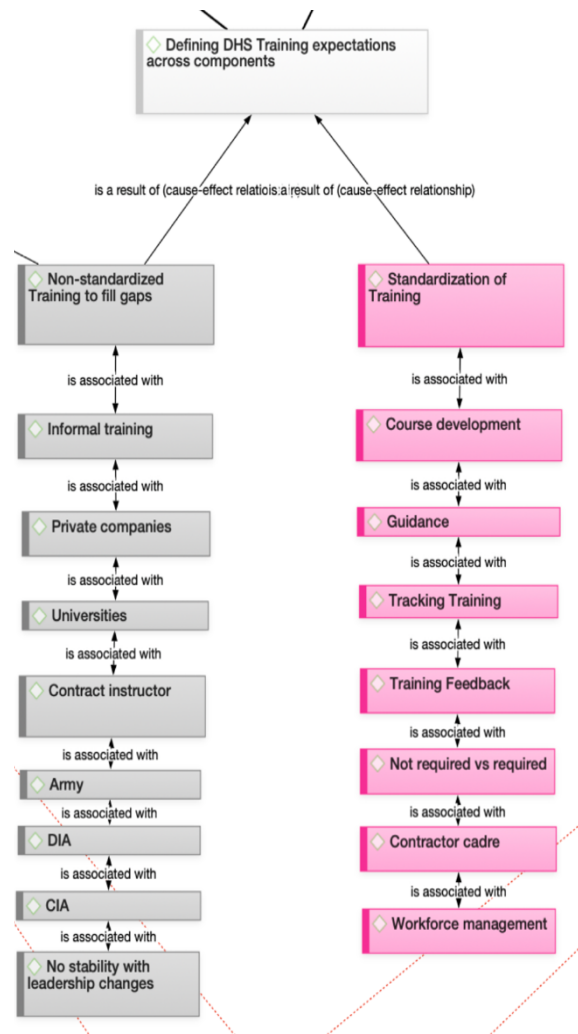 Defining DHS Training expectations
across components
is a result of (cause-effect relatio
a result of (cause-effect relationship)
Non-standardized
Training to fill gaps
Standardization of
Training
is associated with
is associated with
Informal training
Course development
is associated with
is associated with
Private companies
Guidance
is associated with
is associated with
Universities
Tracking Training
is associated with
is associated with
Contract instructor
Training Feedback
is associated with
is associated with
Army
Not required vs required
is associated with
is associated with
DIA
Contractor cadre
is associated with
is associated with
CIA
Workforce management
is associated with
No stability with
leadership changes